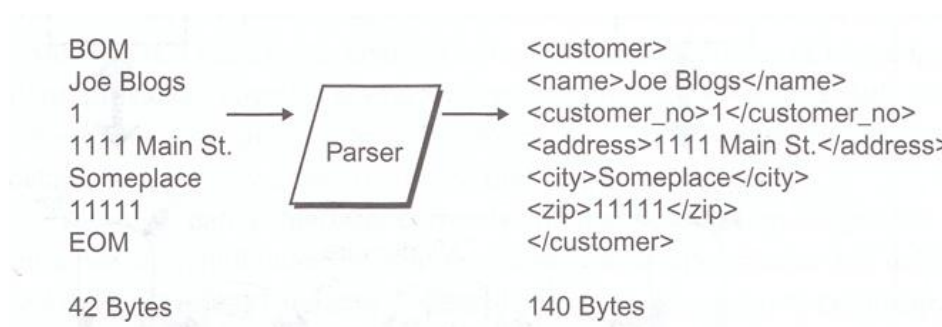 BOM
Joe Blogs
1
1111 Main St.
Someplace
11111
EOM
42 Bytes
Parser
<customer>
<name>Joe Blogs</name>
<customer_no>1</customer_no>
<address>1111 Main St.</address>
<city>Someplace</city>
<zip>11111</zip>
</customer>
140 Bytes